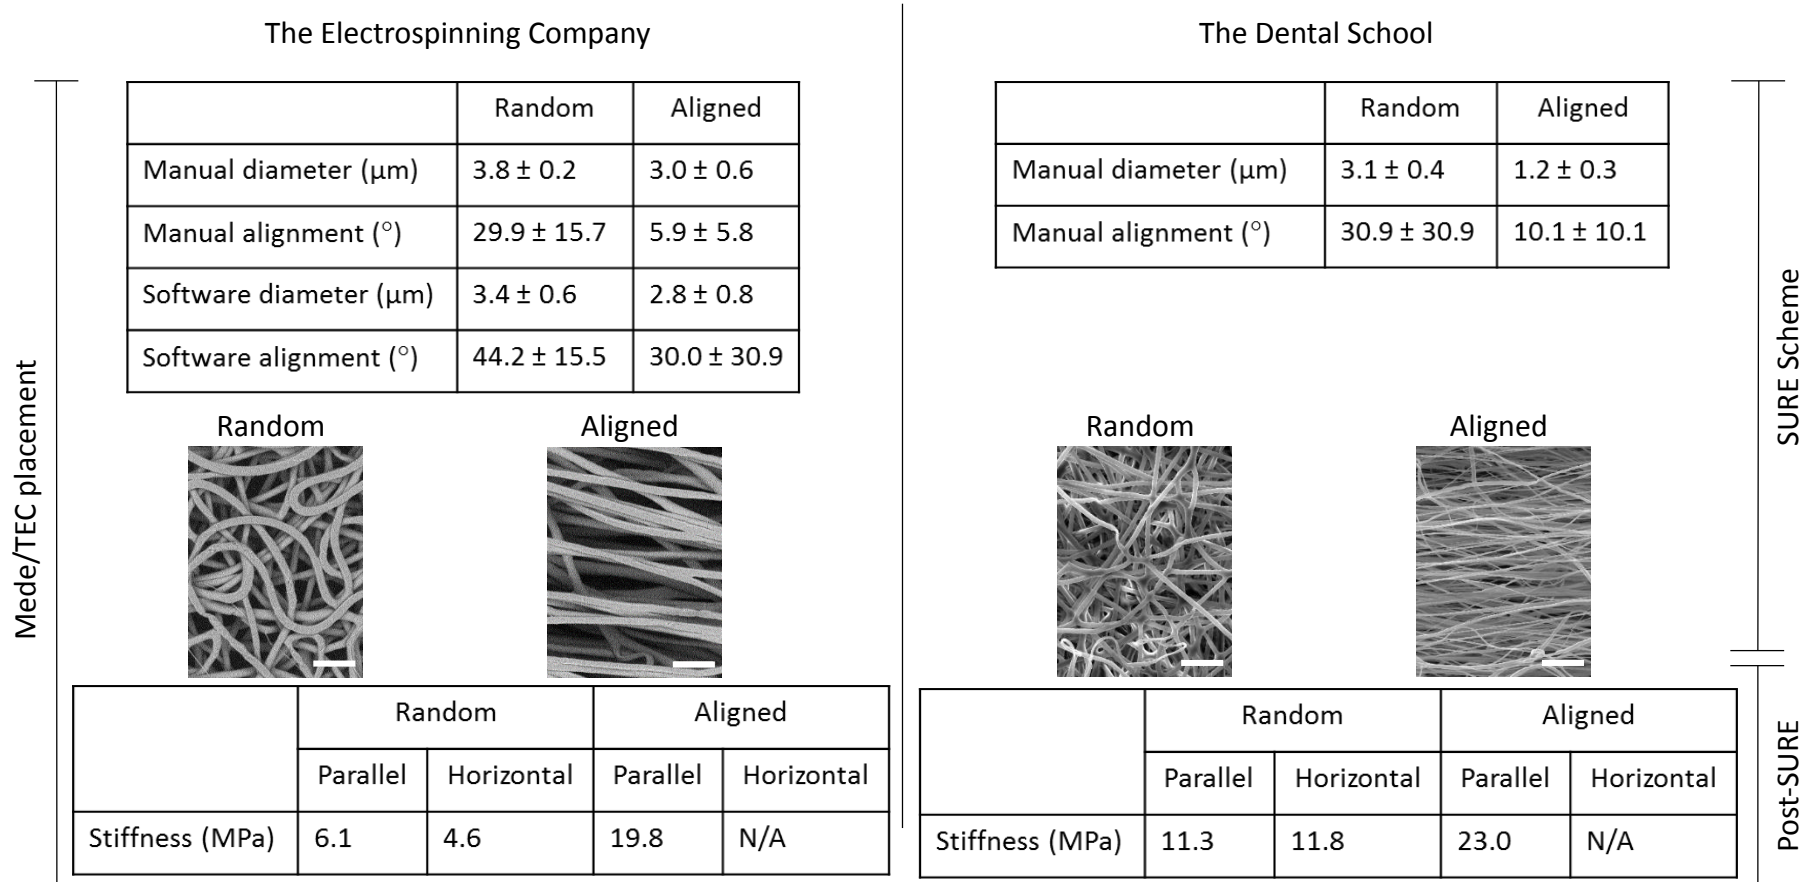 The Electrospinning Company
Random Aligned
Manual diameter (µm) 3.8 ± 0.2 3.0 ± 0.6
Manual alignment (°) 29.9 ± 15.7 5.9 ± 5.8
Software diameter (µm) 3.4 ± 0.6 2.8 ± 0.8
Software alignment (°) 44.2 ± 15.5 30.0 ± 30.9
Random Aligned
Random Aligned
Parallel Horizontal Parallel Horizontal
Stiffness (MPa) 6.1 4.6 19.8 N/A
Mede/TEC placement
The Dental School
Random Aligned
Manual diameter (µm) 3.1 ± 0.4 1.2 ± 0.3
Manual alignment (°) 30.9 ± 30.9 10.1 ± 10.1
Random Aligned
Random Aligned
Parallel Horizontal Parallel Horizontal
Stiffness (MPa) 11.3 11.8 23.0 N/A
SURE Scheme
Post-SURE